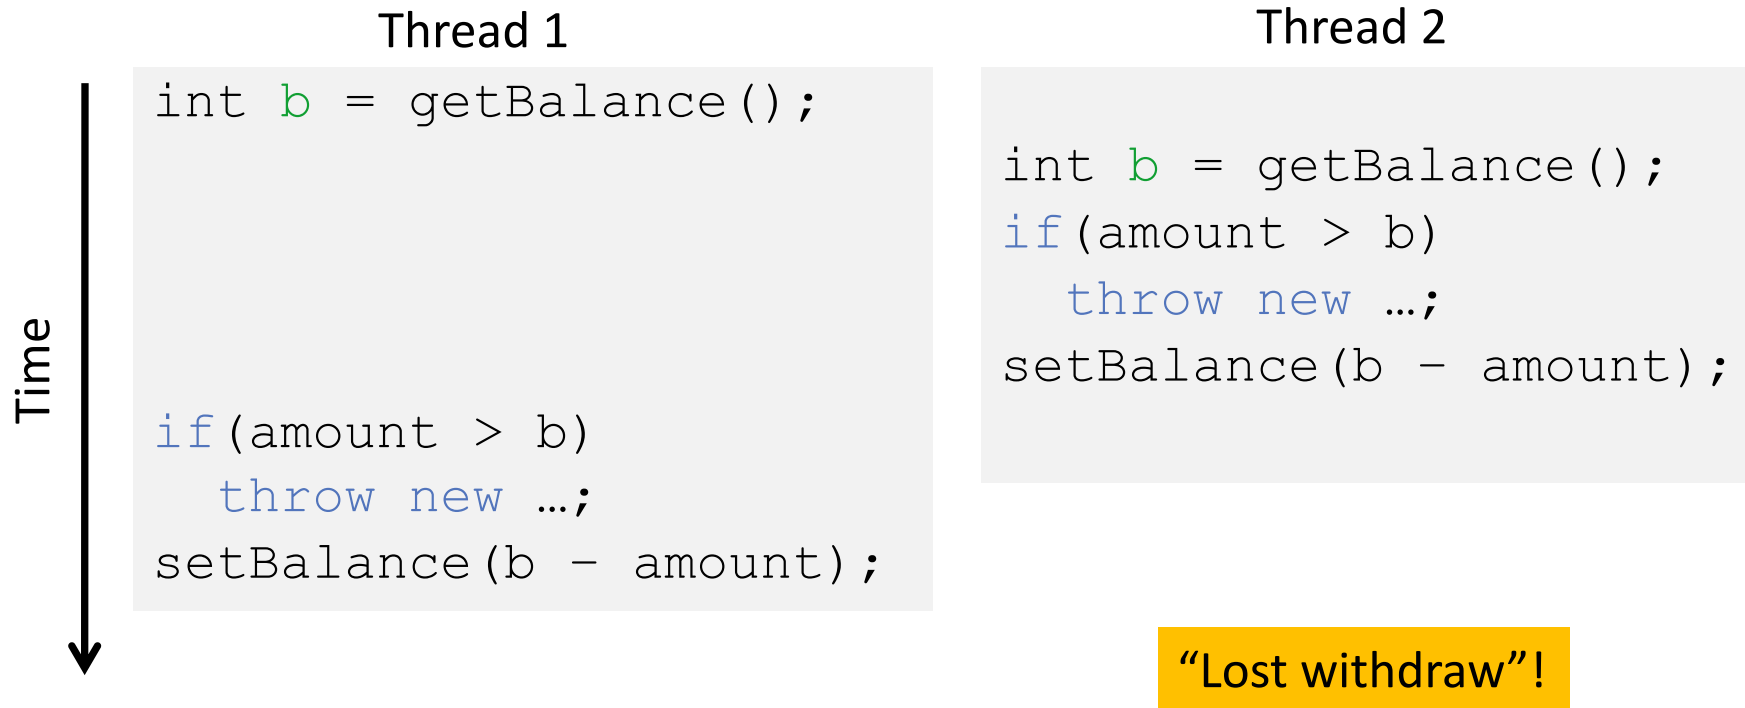 Thread 1
int b = getBalance();
if(amount > b)
  throw new …;
setBalance(b – amount);
Thread 2
int b = getBalance();
if(amount > b)
  throw new …;
setBalance(b – amount);
Time
“Lost withdraw”!